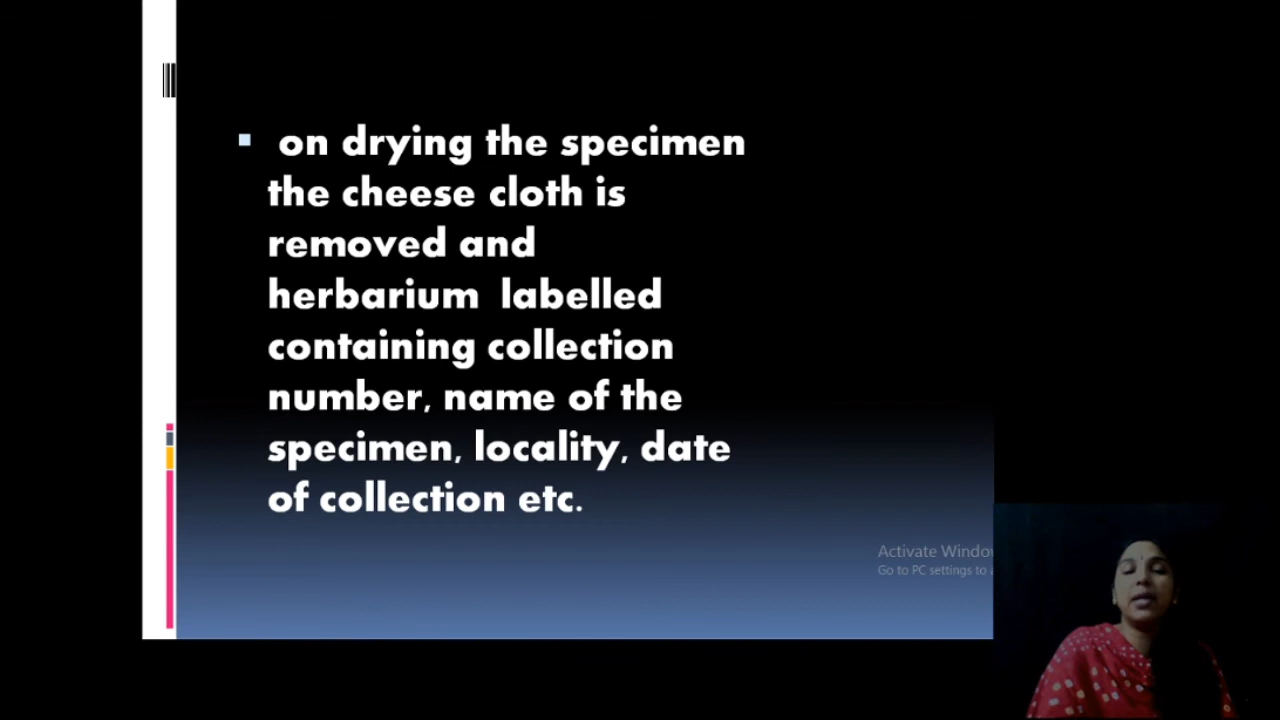 on drying the specimen
the cheese cloth is
removed and
herbarium labelled
containing collection
number, name of the
specimen, locality, date
of collection etc.
Activate Windo
Go to PC settings to a